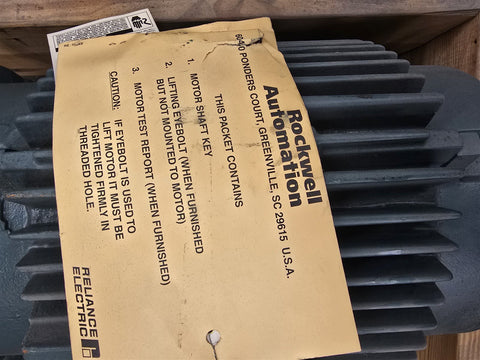 Rockwell
Automation
6040 PONDERS COURT, GREENVILLE, SC 29615 U.S.A.
THIS PACKET CONTAINS
1. MOTOR SHAFT KEY
2. LIFTING EYEBOLT (WHEN FURNISHED
BUT NOT MOUNTED TO MOTOR)
3. MOTOR TEST REPORT (WHEN FURNISHED)
CAUTION: IF EYEBOLT IS USED TO
LIFT MOTOR IT MUST BE
TIGHTENED FIRMLY IN
THREADED HOLE.
RELIANCE
ELECTRIC